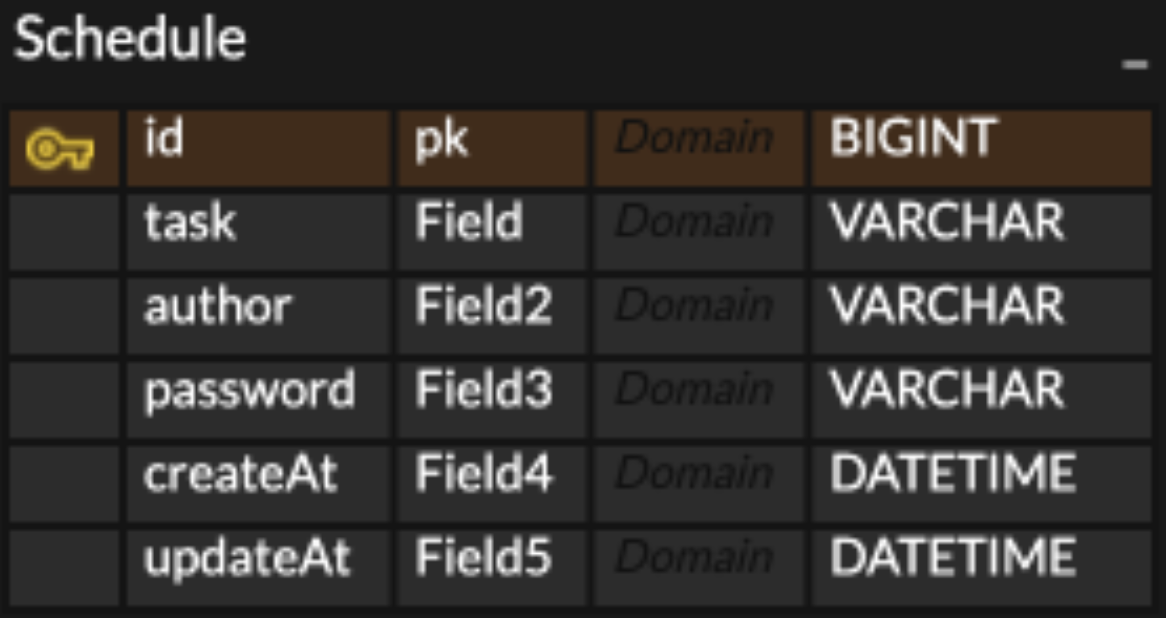 Schedule
id pk Domain BIGINT
task Field Domain VARCHAR
author Field2 Domain VARCHAR
password Field3 Domain VARCHAR
createAt Field4 Domain DATETIME
updateAt Field5 Domain DATETIME